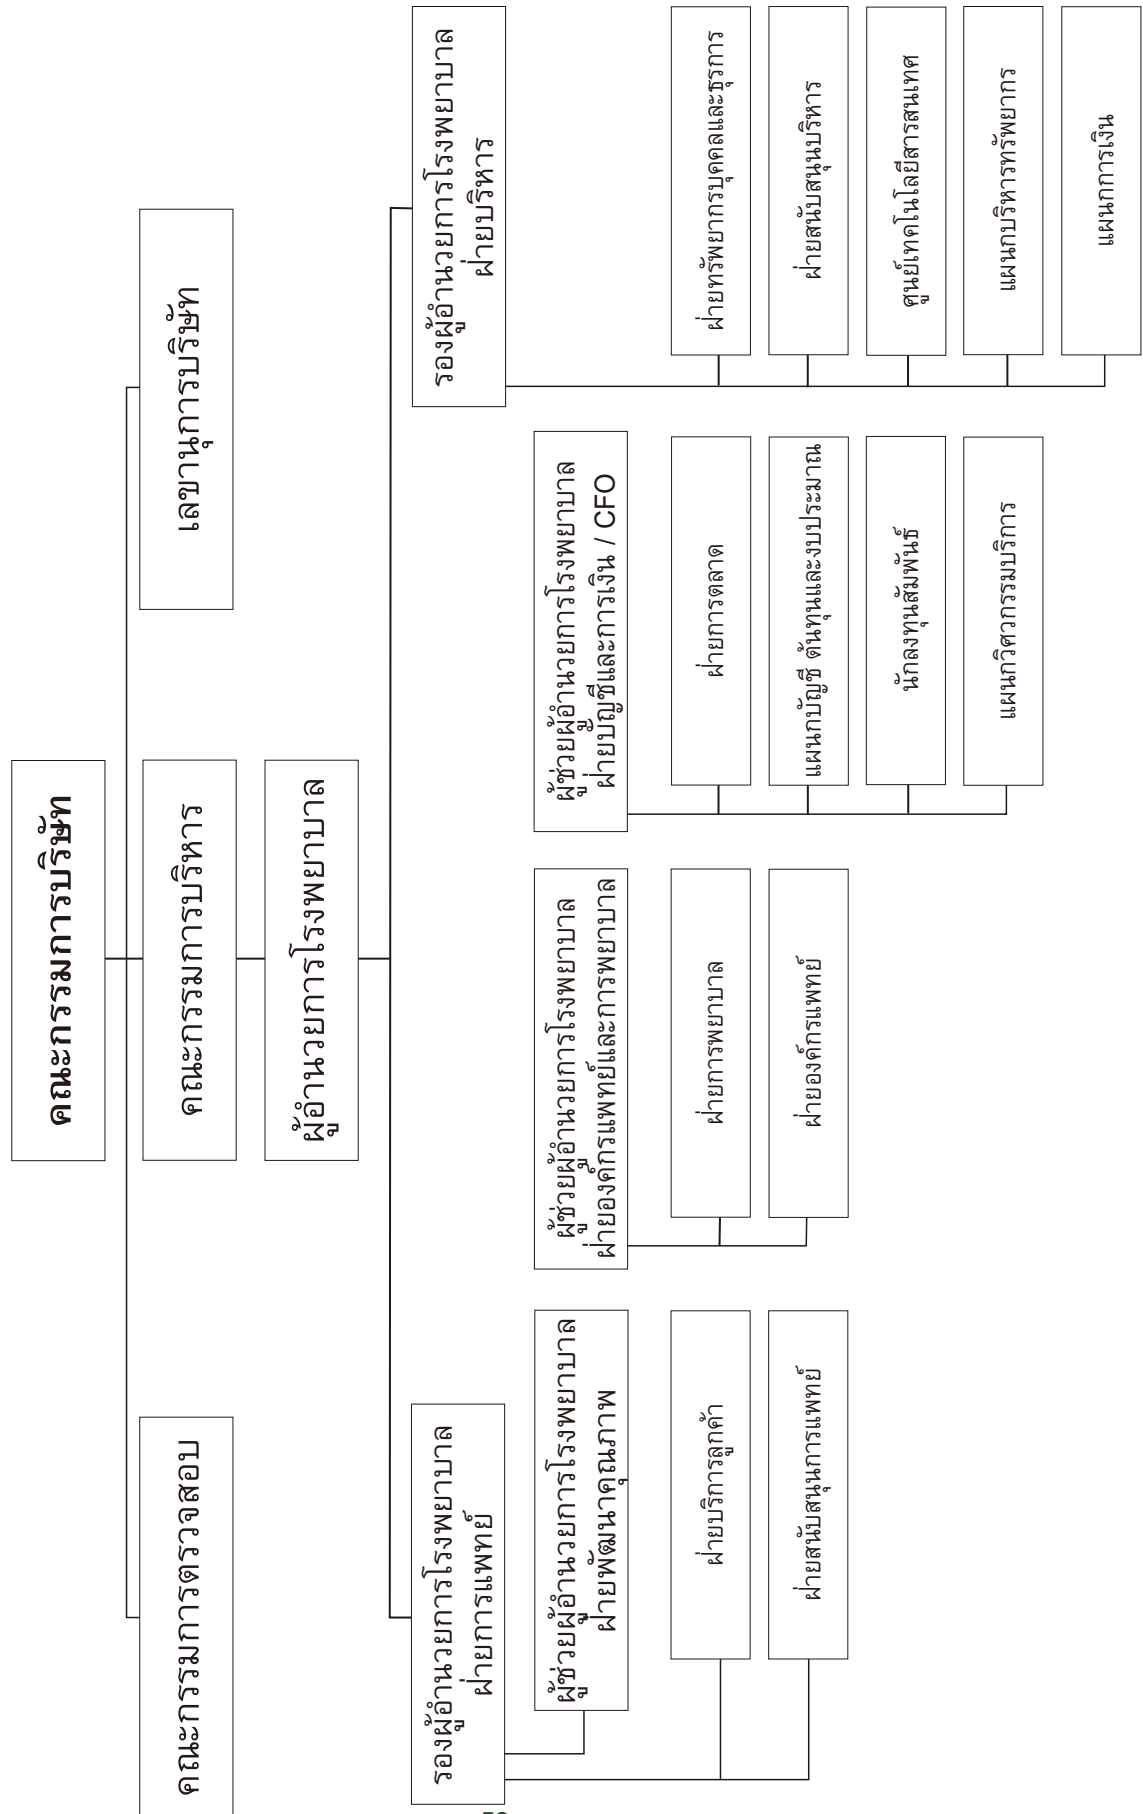 คณะกรรมการบริษัท
คณะกรรมการตรวจสอบ
คณะกรรมการบริหาร
เลขานุการบริษัท
ผู้อำนวยการโรงพยาบาล
รองผู้อำนวยการโรงพยาบาล
ฝ่ายการแพทย์
รองผู้อำนวยการโรงพยาบาล
ฝ่ายบริหาร
ผู้ช่วยผู้อำนวยการโรงพยาบาล
ฝ่ายพัฒนาคุณภาพ
ผู้ช่วยผู้อำนวยการโรงพยาบาล
ฝ่ายองค์กรแพทย์และการพยาบาล
ผู้ช่วยผู้อำนวยการโรงพยาบาล
ฝ่ายบัญชีและการเงิน / CFO
ฝ่ายบริการลูกค้า
ฝ่ายสนับสนุนการแพทย์
ฝ่ายการพยาบาล
ฝ่ายองค์กรแพทย์
ฝ่ายการตลาด
แผนกบัญชี ต้นทุนและงบประมาณ
นักลงทุนสัมพันธ์
แผนกวิศวกรรมบริการ
ฝ่ายทรัพยากรบุคคลและธุรการ
ฝ่ายสนับสนุนบริหาร
ศูนย์เทคโนโลยีสารสนเทศ
แผนกบริหารทรัพยากร
แผนกการเงิน